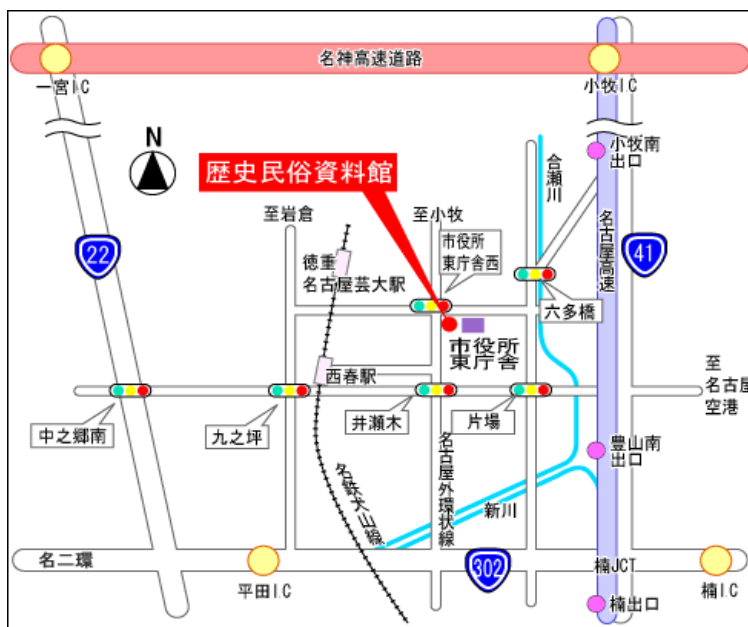 名神高速道路
一宮I.C
小牧I.C
N
歴史民俗資料館
合瀬川
小牧南
出口
至岩倉
至小牧
22
徳重
名古屋芸大駅
市役所
東庁舎西
名古屋高速
41
六多橋
市役所
東庁舎
西春駅
至
名古屋
空港
中之郷南
九之坪
井瀬木
片場
名鉄犬山線
名古屋外環状線
豊山南
出口
新川
名二環
平田I.C
302
楠JCT
楠I.C
楠出口